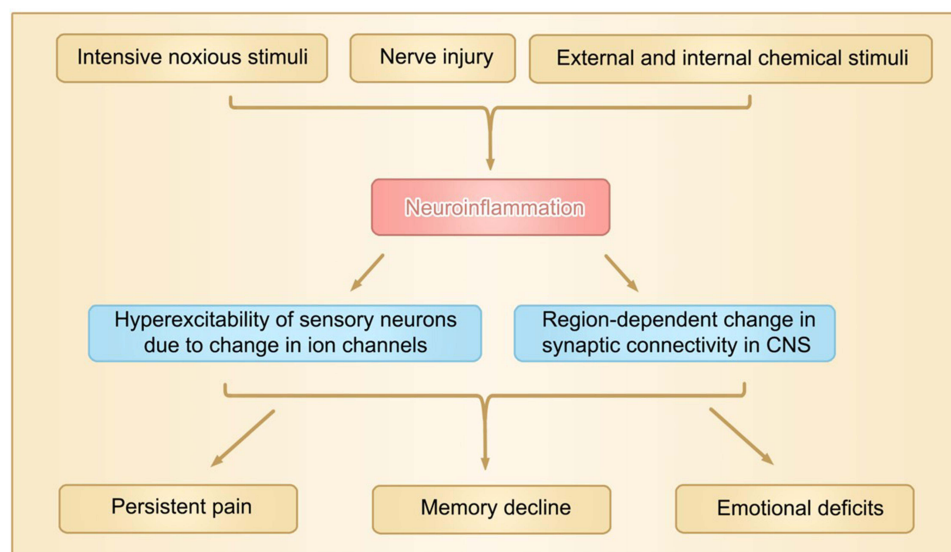 Intensive noxious stimuli
Nerve injury
External and internal chemical stimuli
Neuroinflammation
Hyperexcitability of sensory neurons
due to change in ion channels
Region-dependent change in
synaptic connectivity in CNS
Persistent pain
Memory decline
Emotional deficits